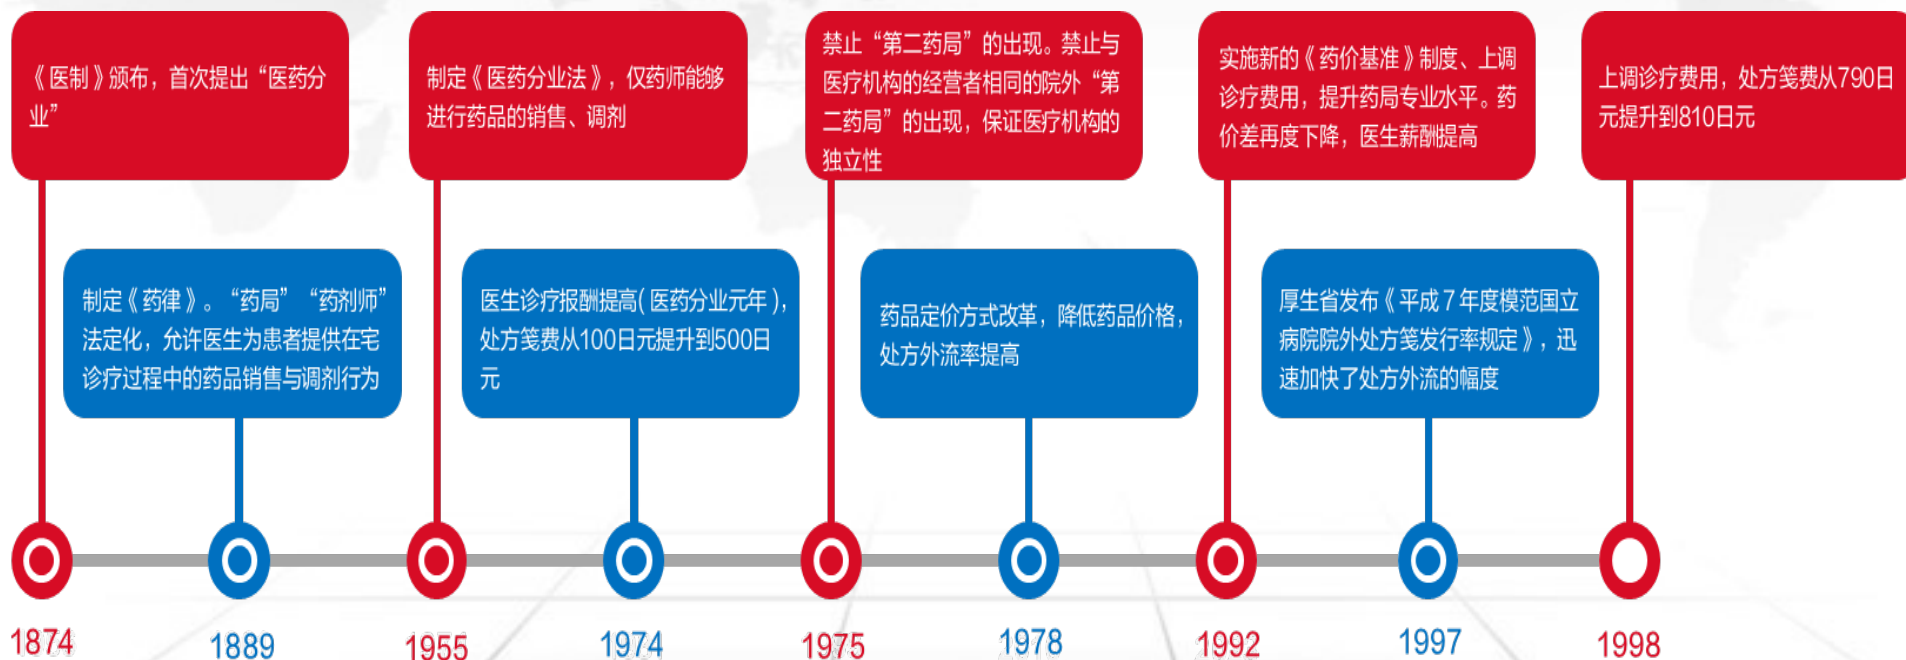 《医制》颁布，首次提出“医药分
业”
制定《医药分业法》，仅药师能够
进行药品的销售、调剂
禁止“第二药局”的出现。禁止与
医疗机构的经营者相同的院外“第
二药局”的出现，保证医疗机构的
独立性
实施新的《药价基准》制度、上调
诊疗费用，提升药局专业水平。药
价差再度下降，医生薪酬提高
上调诊疗费用，处方笺费从790日
元提升到810日元
制定《药律》。“药局”“药剂师”
法定化，允许医生为患者提供在宅
诊疗过程中的药品销售与调剂行为
医生诊疗报酬提高(医药分业元年)，
处方笺费从100日元提升到500日
元
药品定价方式改革，降低药品价格，
处方外流率提高
厚生省发布《平成7年度模范国立
病院院外处方笺发行率规定》，迅
速加快了处方外流的幅度
1874
1889
1955
1974
1975
1978
1992
1997
1998